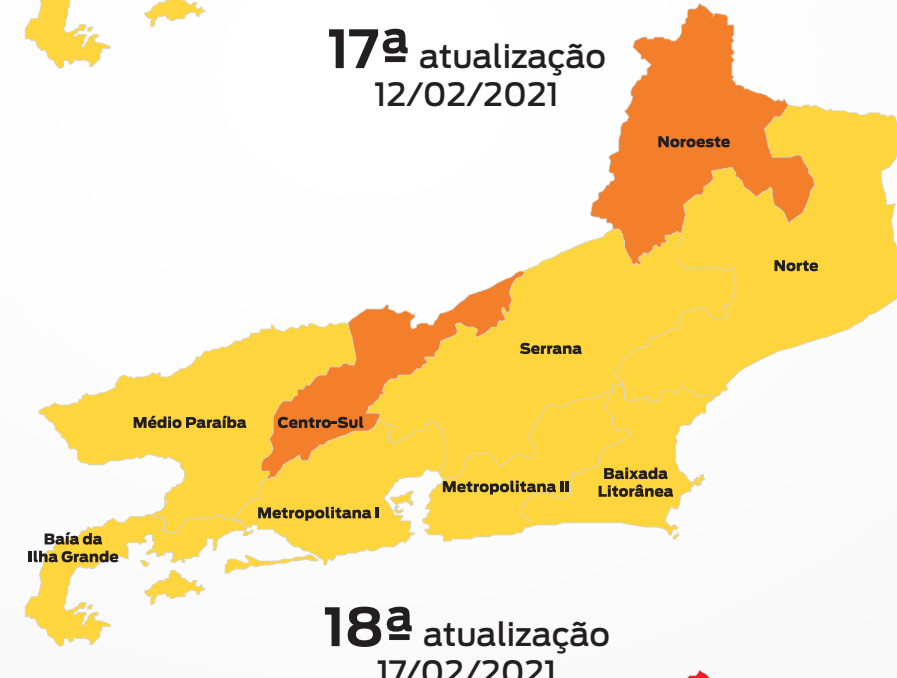 17ª atualização
12/02/2021
Noroeste
Norte
Serrana
Médio Paraíba
Centro-Sul
Baixada
Litorânea
Metropolitana II
Metropolitana I
Baía da
Ilha Grande
18ª atualização
17/02/2021